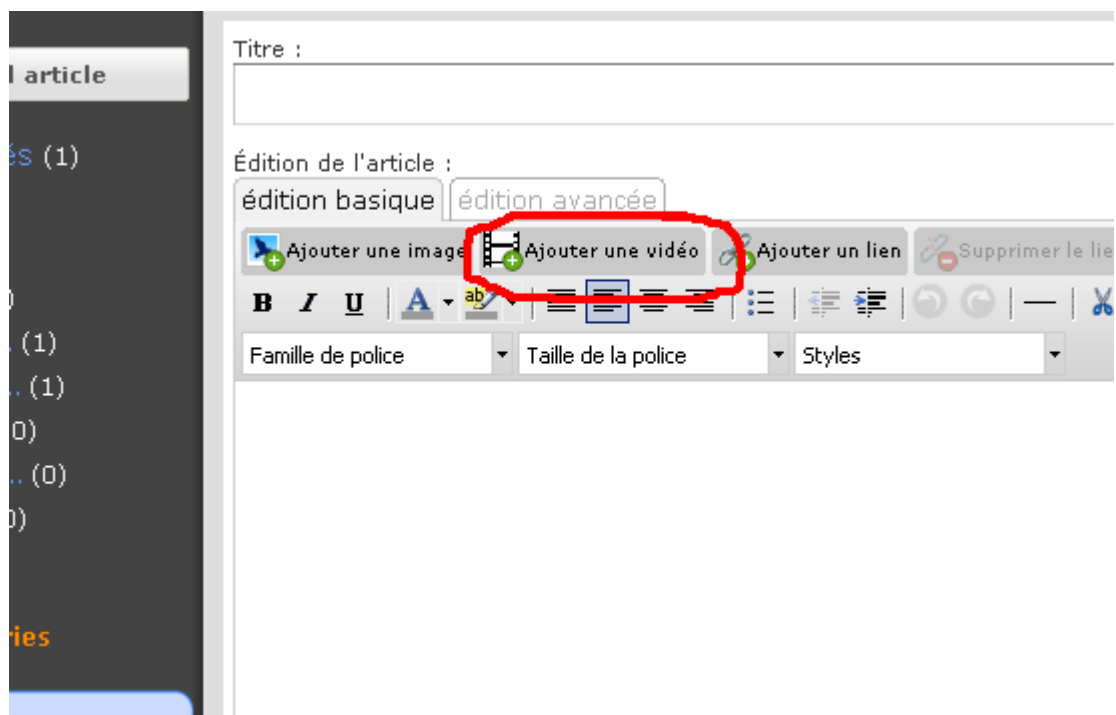 Titre :
article
és (1)
Édition de l'article :
édition basique
édition avancée
Ajouter une image
Ajouter une vidéo
Ajouter un lien
Supprimer le lie
B I U A ab
Famille de police
Taille de la police
Styles
)
. (1)
.. (1)
0)
.. (0)
0)
ries